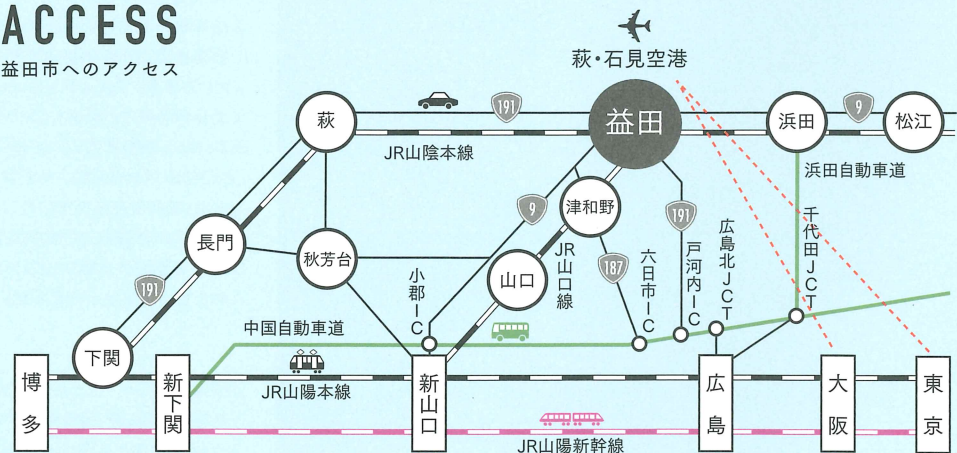 ACCESS
益田市へのアクセス
萩・石見空港
萩
191
益田
浜田
9
松江
JR山陰本線
浜田自動車道
長門
秋芳台
9
津和野
191
187
山口
JR山口線
小郡IC
六日市IC
戸河内IC
広島北JCT
千代田JCT
191
下関
中国自動車道
博多
新下関
JR山陽本線
新山口
広島
大阪
東京
JR山陽新幹線